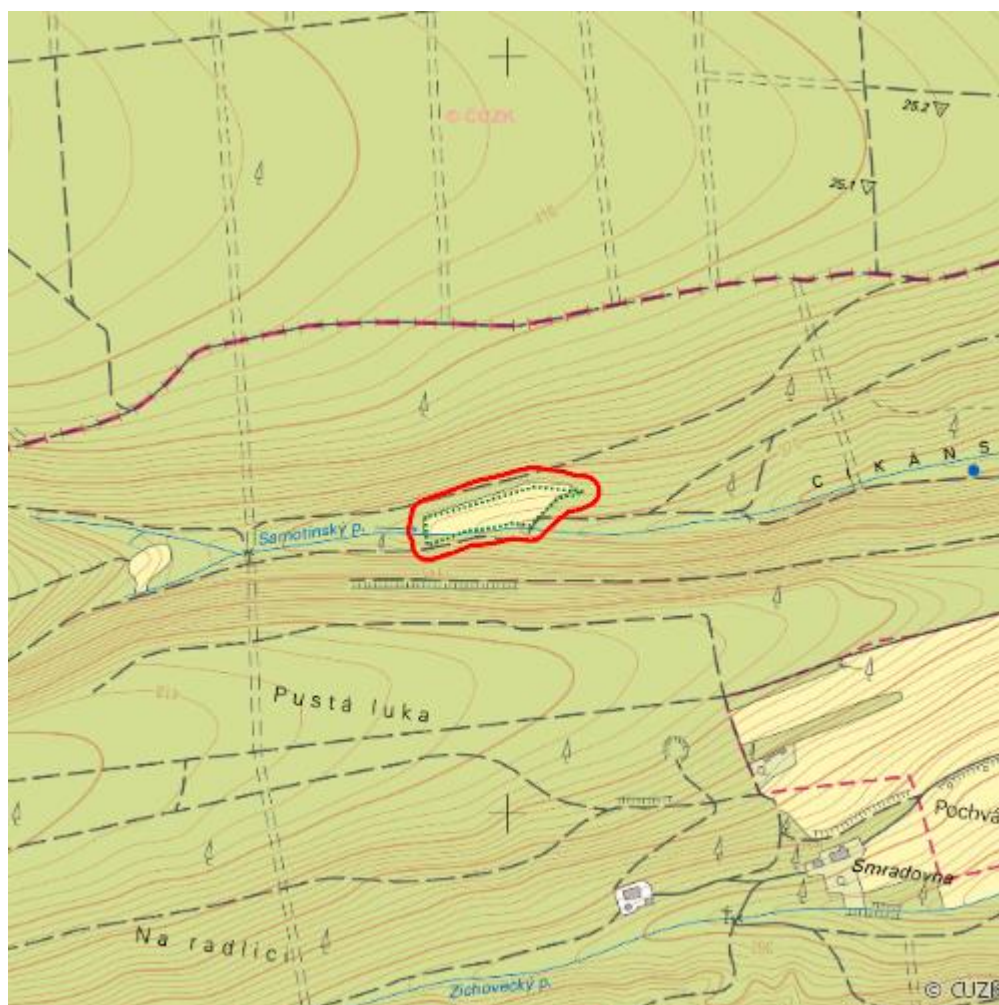 25.2
© ČÚZK
25.1
C I K Á N S
Samotínský p.
Pustá luka
Pochvá
Smradovna
Na radlici
Zichovecký p.
© ČÚZK